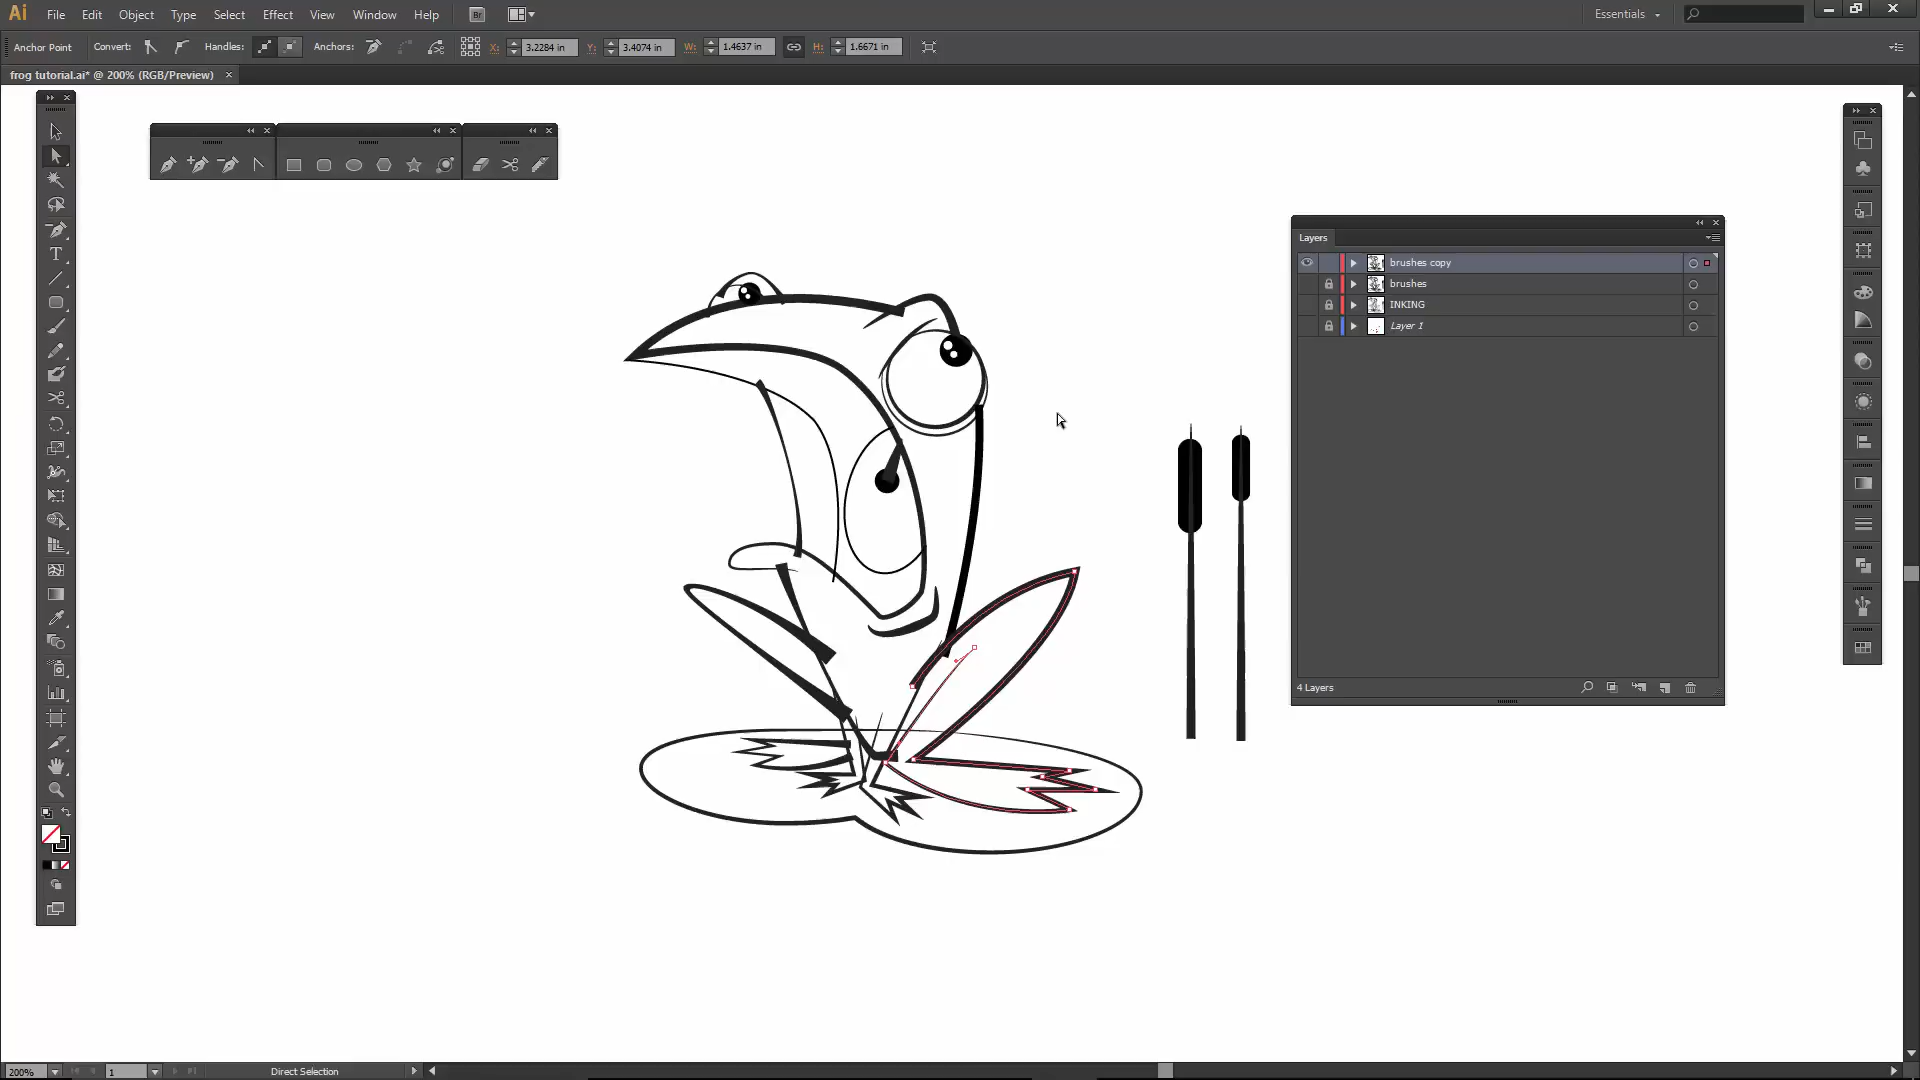 Ai File Edit Object Type Select Effect View Window Help Br Essentials
Anchor Point Convert: Handles: Anchors: X: 3.2284 in Y: 3.4074 in W: 1.4637 in H: 1.6671 in
frog tutorial.ai* @ 200% (RGB/Preview)
Layers
brushes copy
brushes
INKING
Layer 1
4 Layers
200% 1 Direct Selection